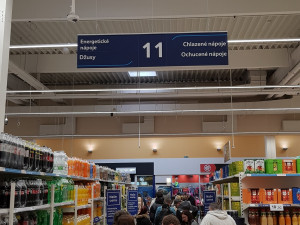 Energetické
nápoje
Džusy
11
Chlazené nápoje
Ochucené nápoje